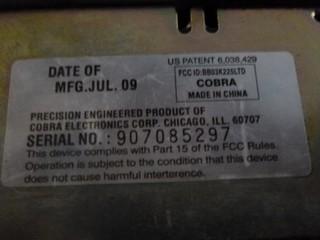 US PATENT 6,038,429
DATE OF
MFG.JUL. 09
FCC ID:BBO3K225LTD
COBRA
MADE IN CHINA
PRECISION ENGINEERED PRODUCT OF
COBRA ELECTRONICS CORP. CHICAGO, ILL. 60707
SERIAL NO.: 907085297
This device complies with Part 15 of the FCC Rules.
Operation is subject to the condition that this device
does not cause harmful interference.